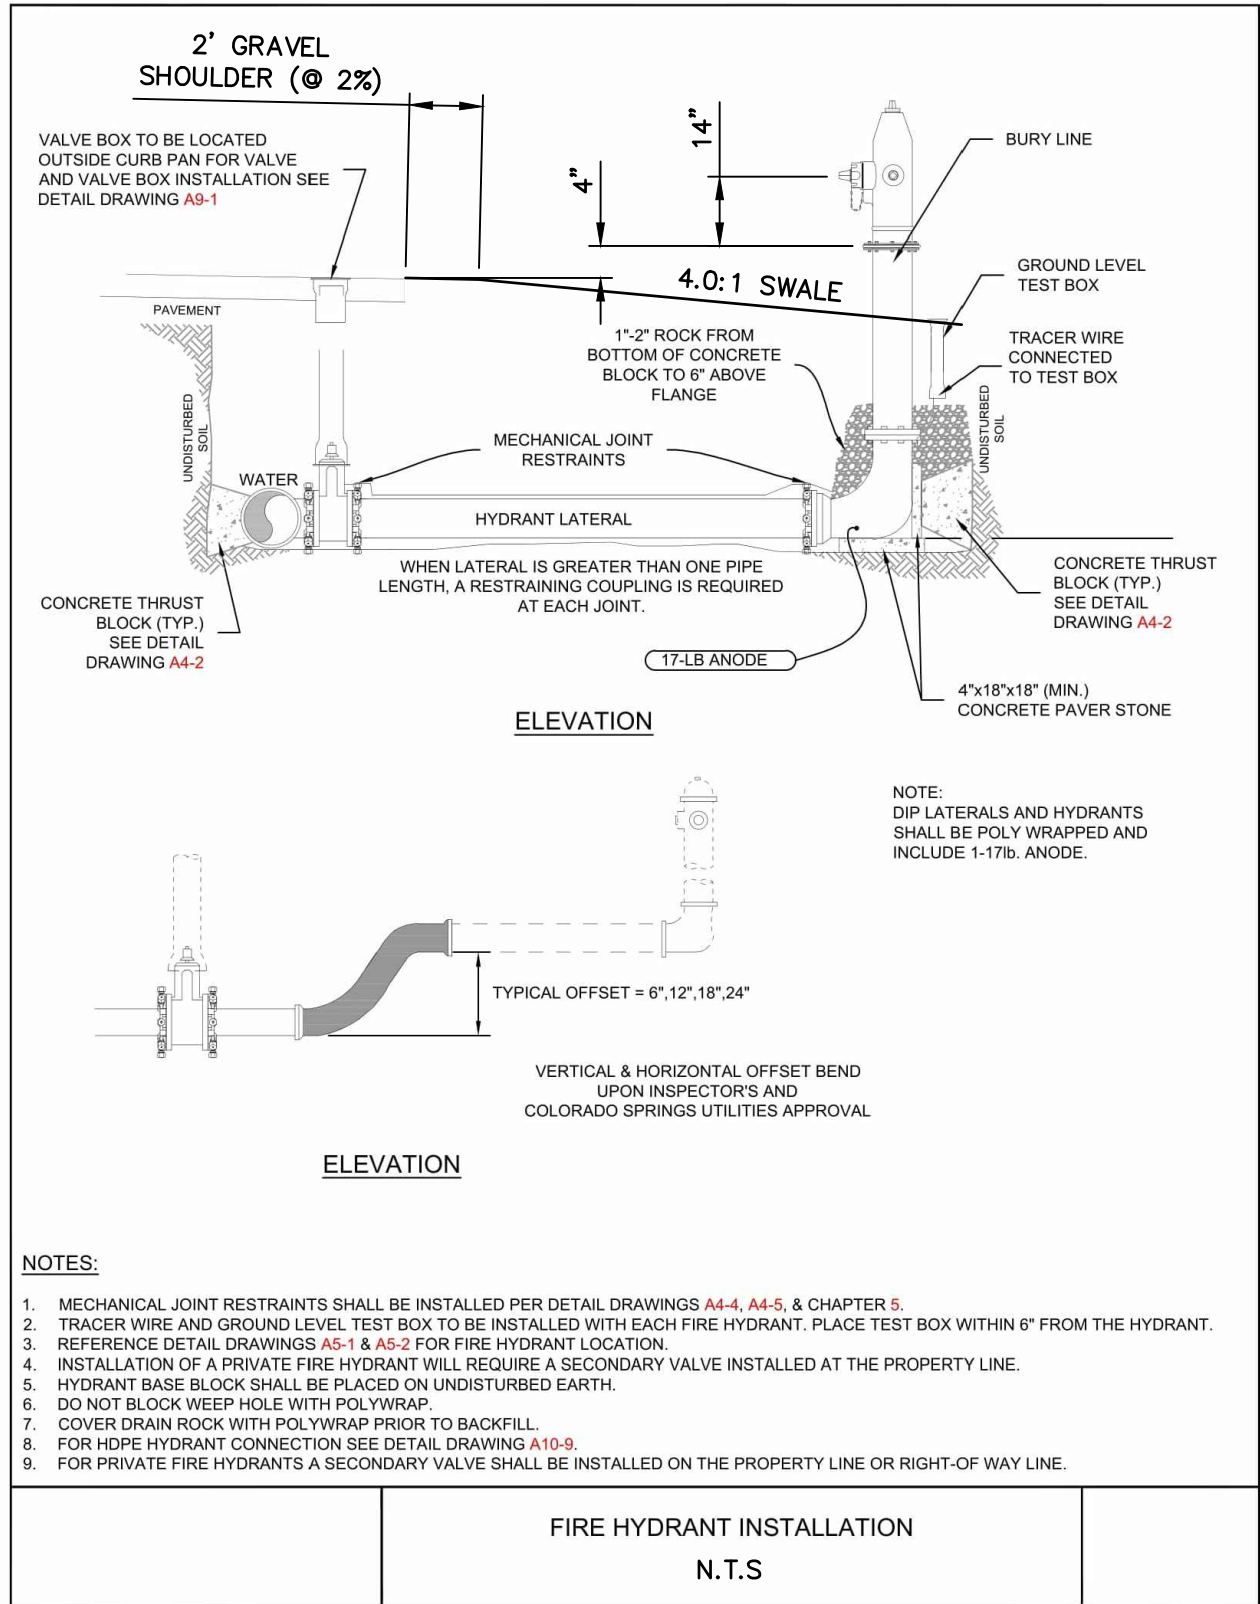 2' GRAVEL
SHOULDER (@ 2%)
VALVE BOX TO BE LOCATED
OUTSIDE CURB PAN FOR VALVE
AND VALVE BOX INSTALLATION SEE
DETAIL DRAWING A9-1
14"
4"
BURY LINE
4.0:1 SWALE
GROUND LEVEL
TEST BOX
PAVEMENT
1"-2" ROCK FROM
BOTTOM OF CONCRETE
BLOCK TO 6" ABOVE
FLANGE
TRACER WIRE
CONNECTED
TO TEST BOX
UNDISTURBED
SOIL
MECHANICAL JOINT
RESTRAINTS
UNDISTURBED
SOIL
WATER
HYDRANT LATERAL
WHEN LATERAL IS GREATER THAN ONE PIPE
LENGTH, A RESTRAINING COUPLING IS REQUIRED
AT EACH JOINT.
CONCRETE THRUST
BLOCK (TYP.)
SEE DETAIL
DRAWING A4-2
CONCRETE THRUST
BLOCK (TYP.)
SEE DETAIL
DRAWING A4-2
17-LB ANODE
4"x18"x18" (MIN.)
CONCRETE PAVER STONE
ELEVATION
NOTE:
DIP LATERALS AND HYDRANTS
SHALL BE POLY WRAPPED AND
INCLUDE 1-17lb. ANODE.
TYPICAL OFFSET = 6",12",18",24"
VERTICAL & HORIZONTAL OFFSET BEND
UPON INSPECTOR'S AND
COLORADO SPRINGS UTILITIES APPROVAL
ELEVATION
NOTES:
1. MECHANICAL JOINT RESTRAINTS SHALL BE INSTALLED PER DETAIL DRAWINGS A4-4, A4-5, & CHAPTER 5.
2. TRACER WIRE AND GROUND LEVEL TEST BOX TO BE INSTALLED WITH EACH FIRE HYDRANT. PLACE TEST BOX WITHIN 6" FROM THE HYDRANT.
3. REFERENCE DETAIL DRAWINGS A5-1 & A5-2 FOR FIRE HYDRANT LOCATION.
4. INSTALLATION OF A PRIVATE FIRE HYDRANT WILL REQUIRE A SECONDARY VALVE INSTALLED AT THE PROPERTY LINE.
5. HYDRANT BASE BLOCK SHALL BE PLACED ON UNDISTURBED EARTH.
6. DO NOT BLOCK WEEP HOLE WITH POLYWRAP.
7. COVER DRAIN ROCK WITH POLYWRAP PRIOR TO BACKFILL.
8. FOR HDPE HYDRANT CONNECTION SEE DETAIL DRAWING A10-9.
9. FOR PRIVATE FIRE HYDRANTS A SECONDARY VALVE SHALL BE INSTALLED ON THE PROPERTY LINE OR RIGHT-OF WAY LINE.
FIRE HYDRANT INSTALLATION
N.T.S